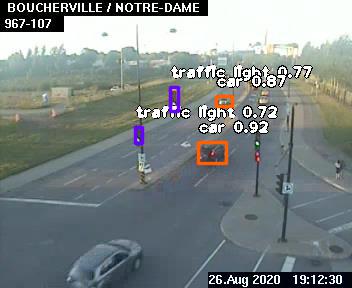 BOUCHERVILLE / NOTRE-DAME
967-107
traffic light 0.77
car 0.87
traffic light 0.72
car 0.92
26.Aug 2020 19:12:30